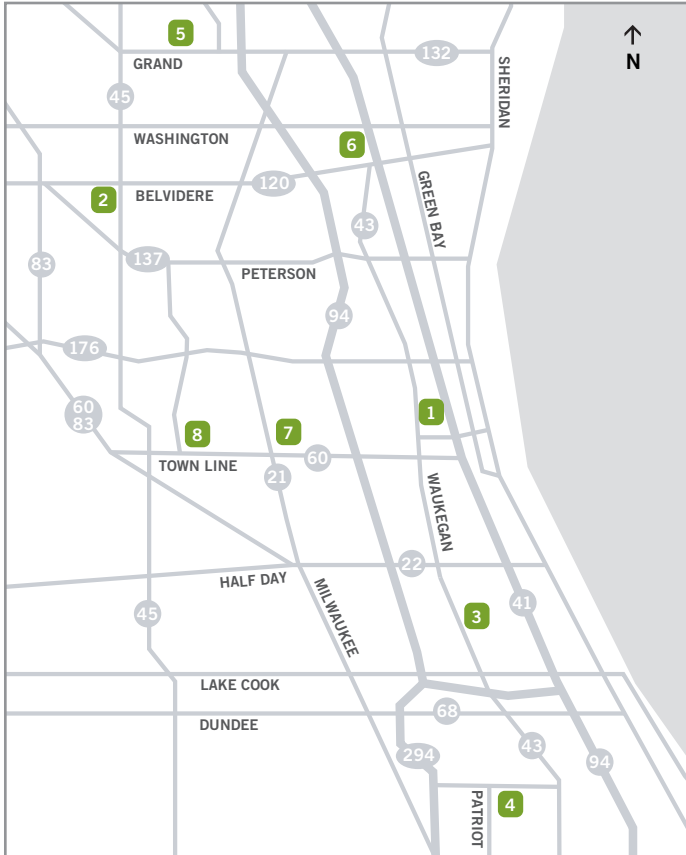 5
N
GRAND
132
SHERIDAN
45
WASHINGTON
6
120
2
BELVIDERE
GREEN BAY
43
137
83
PETERSON
94
176
60
83
1
7
8
60
TOWN LINE
21
WAUKEGAN
22
HALF DAY
MILWAUKEE
41
45
3
LAKE COOK
68
DUNDEE
43
294
94
PATRIOT
4